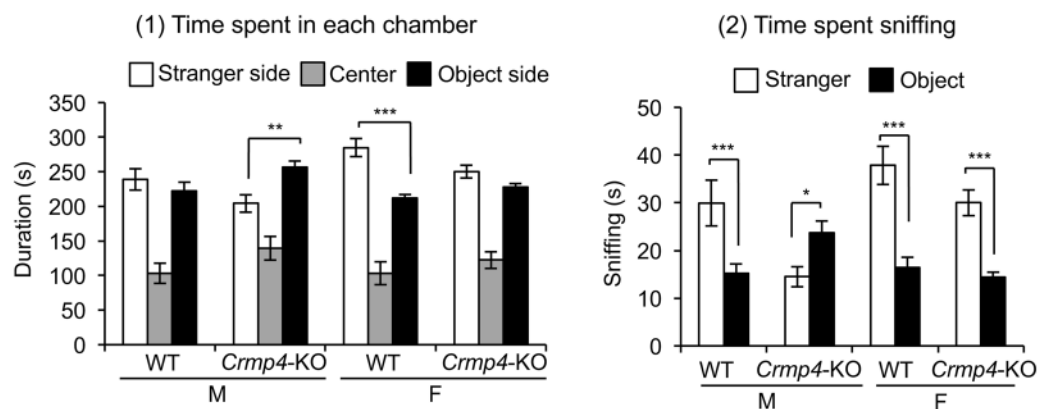 (1) Time spent in each chamber
Stranger side Center Object side
Duration (s)
350
300
250
200
150
100
50
0
***
**
WT Crmp4-KO WT Crmp4-KO
M F
(2) Time spent sniffing
Stranger Object
Sniffing (s)
50
40
30
20
10
0
***
***
***
*
WT Crmp4-KO WT Crmp4-KO
M F